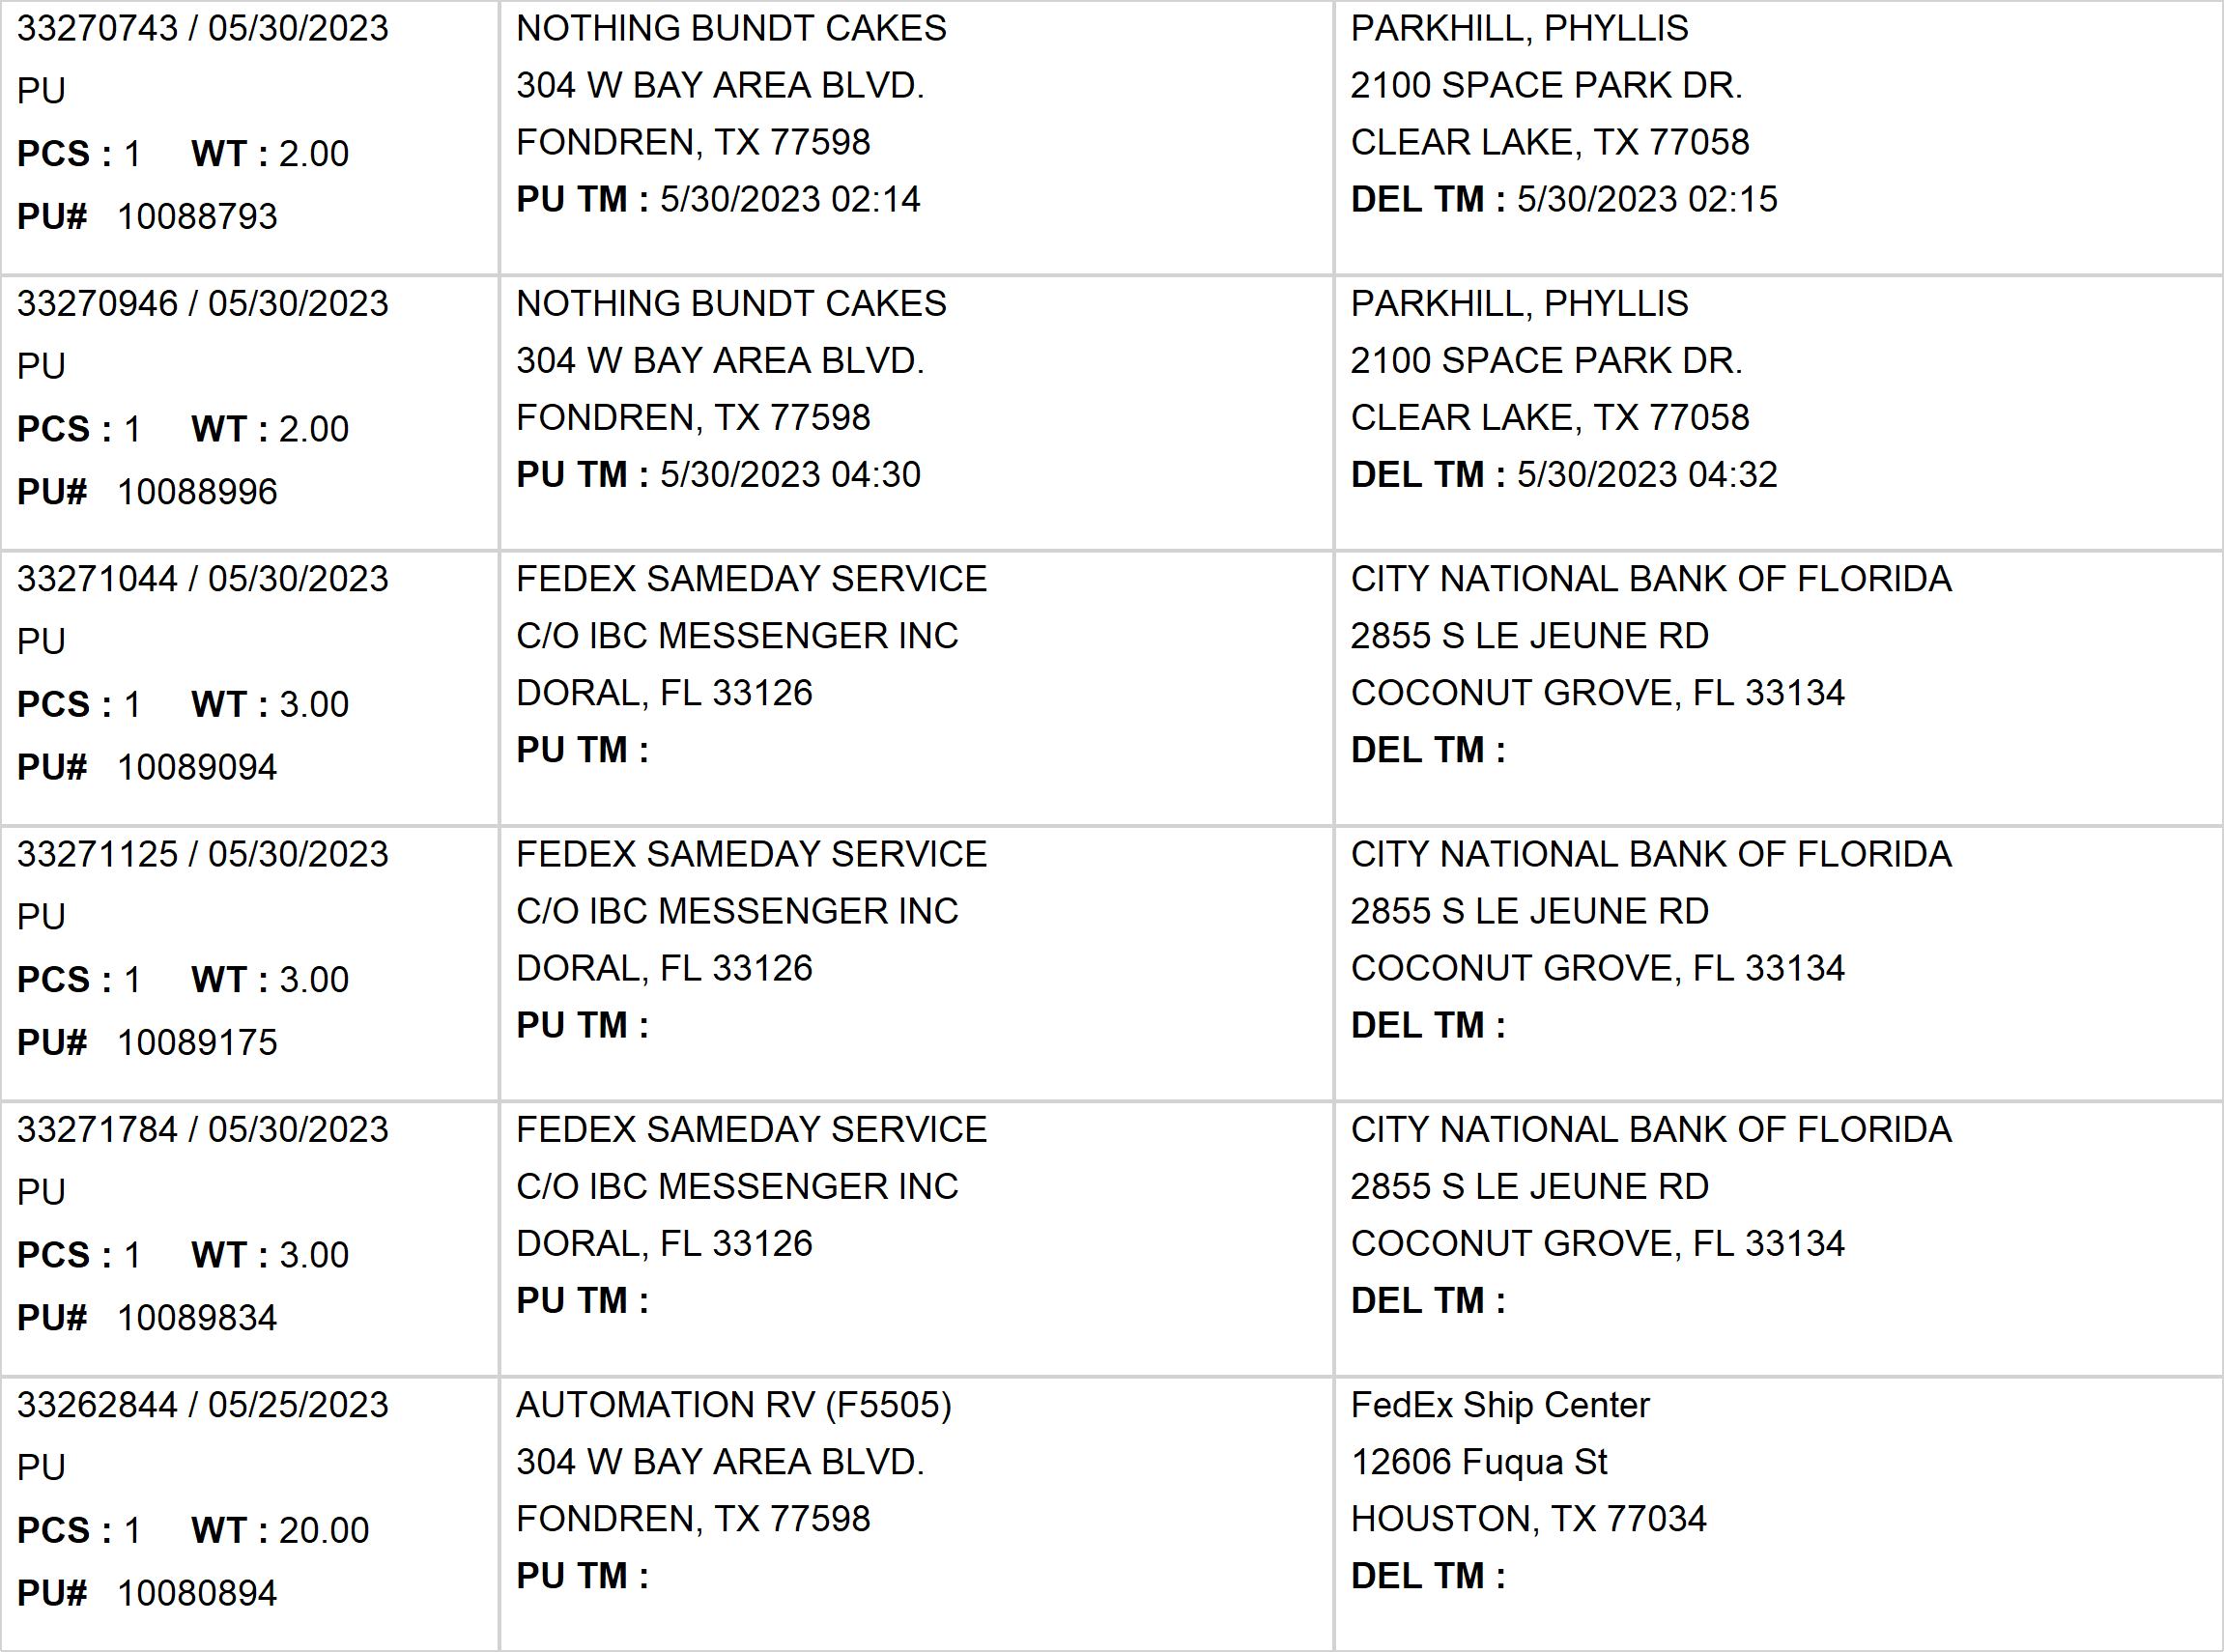 33270743 / 05/30/2023
PU
PCS : 1 WT : 2.00
PU# 10088793
NOTHING BUNDT CAKES
304 W BAY AREA BLVD.
FONDREN, TX 77598
PU TM : 5/30/2023 02:14
PARKHILL, PHYLLIS
2100 SPACE PARK DR.
CLEAR LAKE, TX 77058
DEL TM : 5/30/2023 02:15
33270946 / 05/30/2023
PU
PCS : 1 WT : 2.00
PU# 10088996
NOTHING BUNDT CAKES
304 W BAY AREA BLVD.
FONDREN, TX 77598
PU TM : 5/30/2023 04:30
PARKHILL, PHYLLIS
2100 SPACE PARK DR.
CLEAR LAKE, TX 77058
DEL TM : 5/30/2023 04:32
33271044 / 05/30/2023
PU
PCS : 1 WT : 3.00
PU# 10089094
FEDEX SAMEDAY SERVICE
C/O IBC MESSENGER INC
DORAL, FL 33126
PU TM :
CITY NATIONAL BANK OF FLORIDA
2855 S LE JEUNE RD
COCONUT GROVE, FL 33134
DEL TM :
33271125 / 05/30/2023
PU
PCS : 1 WT : 3.00
PU# 10089175
FEDEX SAMEDAY SERVICE
C/O IBC MESSENGER INC
DORAL, FL 33126
PU TM :
CITY NATIONAL BANK OF FLORIDA
2855 S LE JEUNE RD
COCONUT GROVE, FL 33134
DEL TM :
33271784 / 05/30/2023
PU
PCS : 1 WT : 3.00
PU# 10089834
FEDEX SAMEDAY SERVICE
C/O IBC MESSENGER INC
DORAL, FL 33126
PU TM :
CITY NATIONAL BANK OF FLORIDA
2855 S LE JEUNE RD
COCONUT GROVE, FL 33134
DEL TM :
33262844 / 05/25/2023
PU
PCS : 1 WT : 20.00
PU# 10080894
AUTOMATION RV (F5505)
304 W BAY AREA BLVD.
FONDREN, TX 77598
PU TM :
FedEx Ship Center
12606 Fuqua St
HOUSTON, TX 77034
DEL TM :